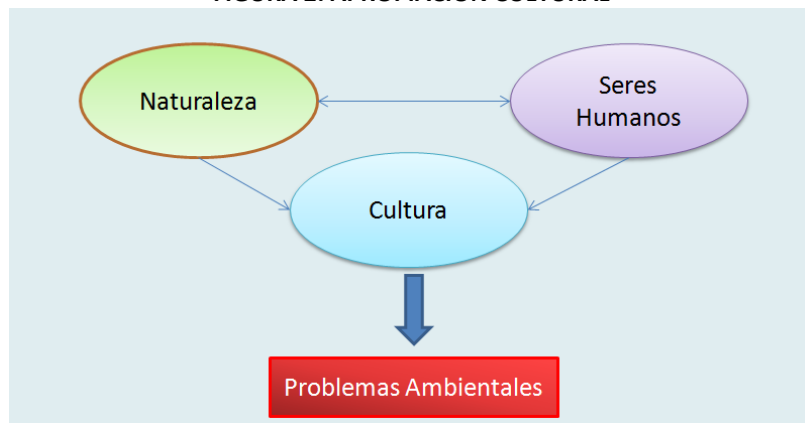 Naturaleza
Seres
Humanos
Cultura
Problemas Ambientales